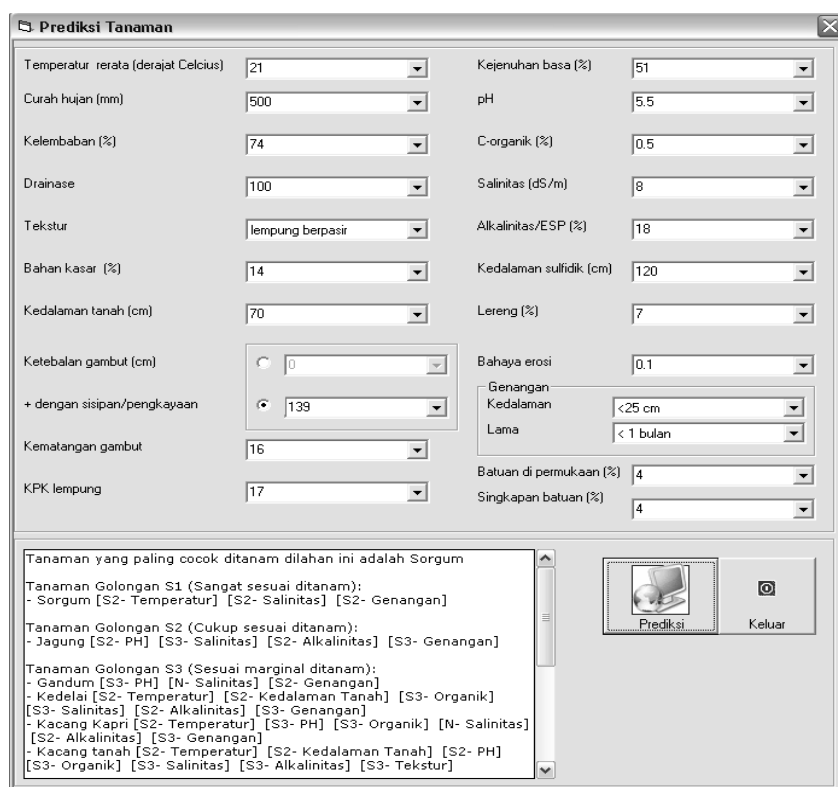 Prediksi Tanaman
Temperatur rerata (derajat Celcius) 21
Curah hujan (mm) 500
Kelembaban (%) 74
Drainase 100
Tekstur lempung berpasir
Bahan kasar (%) 14
Kedalaman tanah (cm) 70
Ketebalan gambut (cm) 0
+ dengan sisipan/pengkayaan 139
Kematangan gambut 16
KPK lempung 17
Kejenuhan basa (%) 51
pH 5.5
C-organik (%) 0.5
Salinitas (dS/m) 8
Alkalinitas/ESP (%) 18
Kedalaman sulfidik (cm) 120
Lereng (%) 7
Bahaya erosi 0.1
Genangan
Kedalaman <25 cm
Lama < 1 bulan
Batuan di permukaan (%) 4
Singkapan batuan (%) 4
Tanaman yang paling cocok ditanam dilahan ini adalah Sorgum
Tanaman Golongan S1 (Sangat sesuai ditanam):
- Sorgum [S2- Temperatur] [S2- Salinitas] [S2- Genangan]
Tanaman Golongan S2 (Cukup sesuai ditanam):
- Jagung [S2- PH] [S3- Salinitas] [S2- Alkalinitas] [S3- Genangan]
Tanaman Golongan S3 (Sesuai marginal ditanam):
- Gandum [S3- PH] [N- Salinitas] [S2- Genangan]
- Kedelai [S2- Temperatur] [S2- Kedalaman Tanah] [S3- Organik]
[S3- Salinitas] [S2- Alkalinitas] [S3- Genangan]
- Kacang Kapri [S2- Temperatur] [S3- PH] [S3- Organik] [N- Salinitas]
[S2- Alkalinitas] [S3- Genangan]
- Kacang tanah [S2- Temperatur] [S2- Kedalaman Tanah] [S2- PH]
[S3- Organik] [S3- Salinitas] [S3- Alkalinitas] [S3- Tekstur]
Prediksi
Keluar